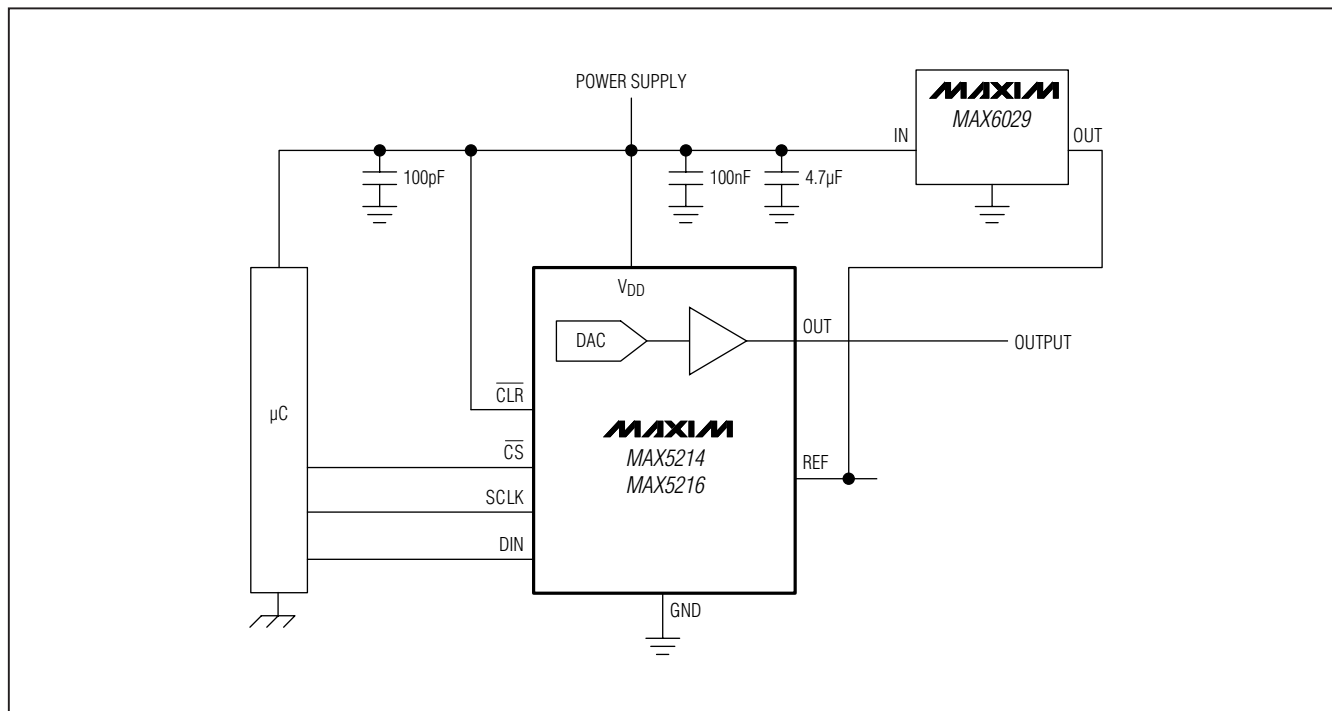 POWER SUPPLY
MAXIM
MAX6029
IN
OUT
100pF
100nF
4.7µF
VDD
DAC
OUT
OUTPUT
CLR
µC
MAXIM
CS
MAX5214
REF
MAX5216
SCLK
DIN
GND